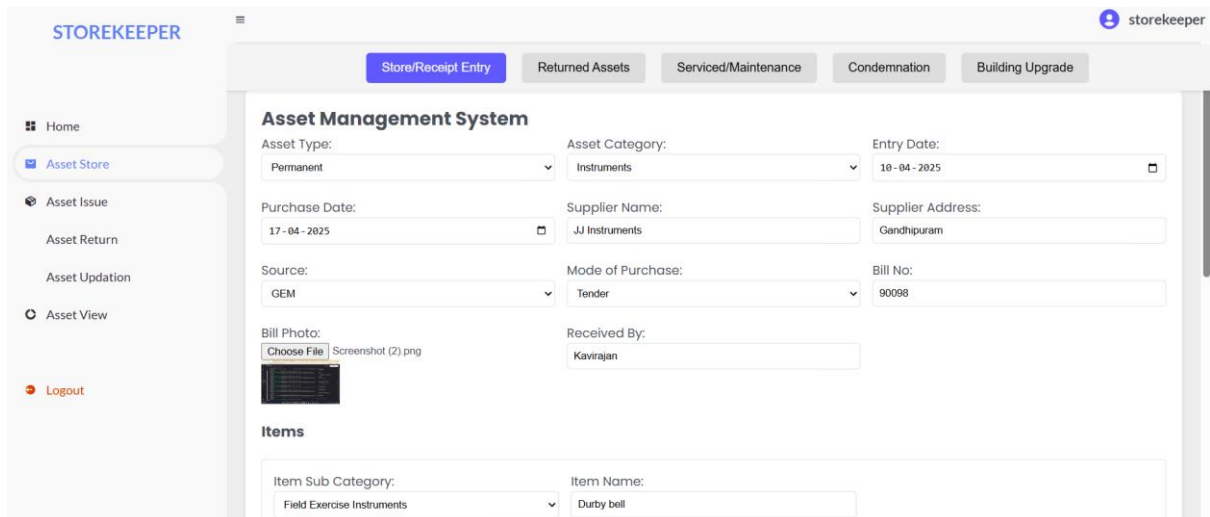 STOREKEEPER
storekeeper
Store/Receipt Entry Returned Assets Serviced/Maintenance Condemnation Building Upgrade
Home
Asset Store
Asset Issue
Asset Return
Asset Updation
Asset View
Logout
Asset Management System
Asset Type: Asset Category: Entry Date:
Permanent Instruments 10-04-2025
Purchase Date: Supplier Name: Supplier Address:
17-04-2025 JJ Instruments Gandhipuram
Source: Mode of Purchase: Bill No:
GEM Tender 90098
Bill Photo: Received By:
Choose File Screenshot (2).png Kavirajan
Items
Item Sub Category: Item Name:
Field Exercise Instruments Durby bell